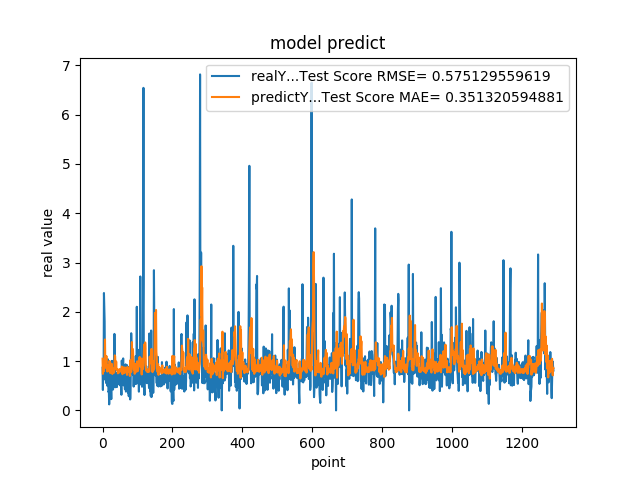 model predict
realY...Test Score RMSE= 0.575129559619
predictY...Test Score MAE= 0.351320594881
7
6
5
4
3
2
1
0
real value
0 200 400 600 800 1000 1200
point